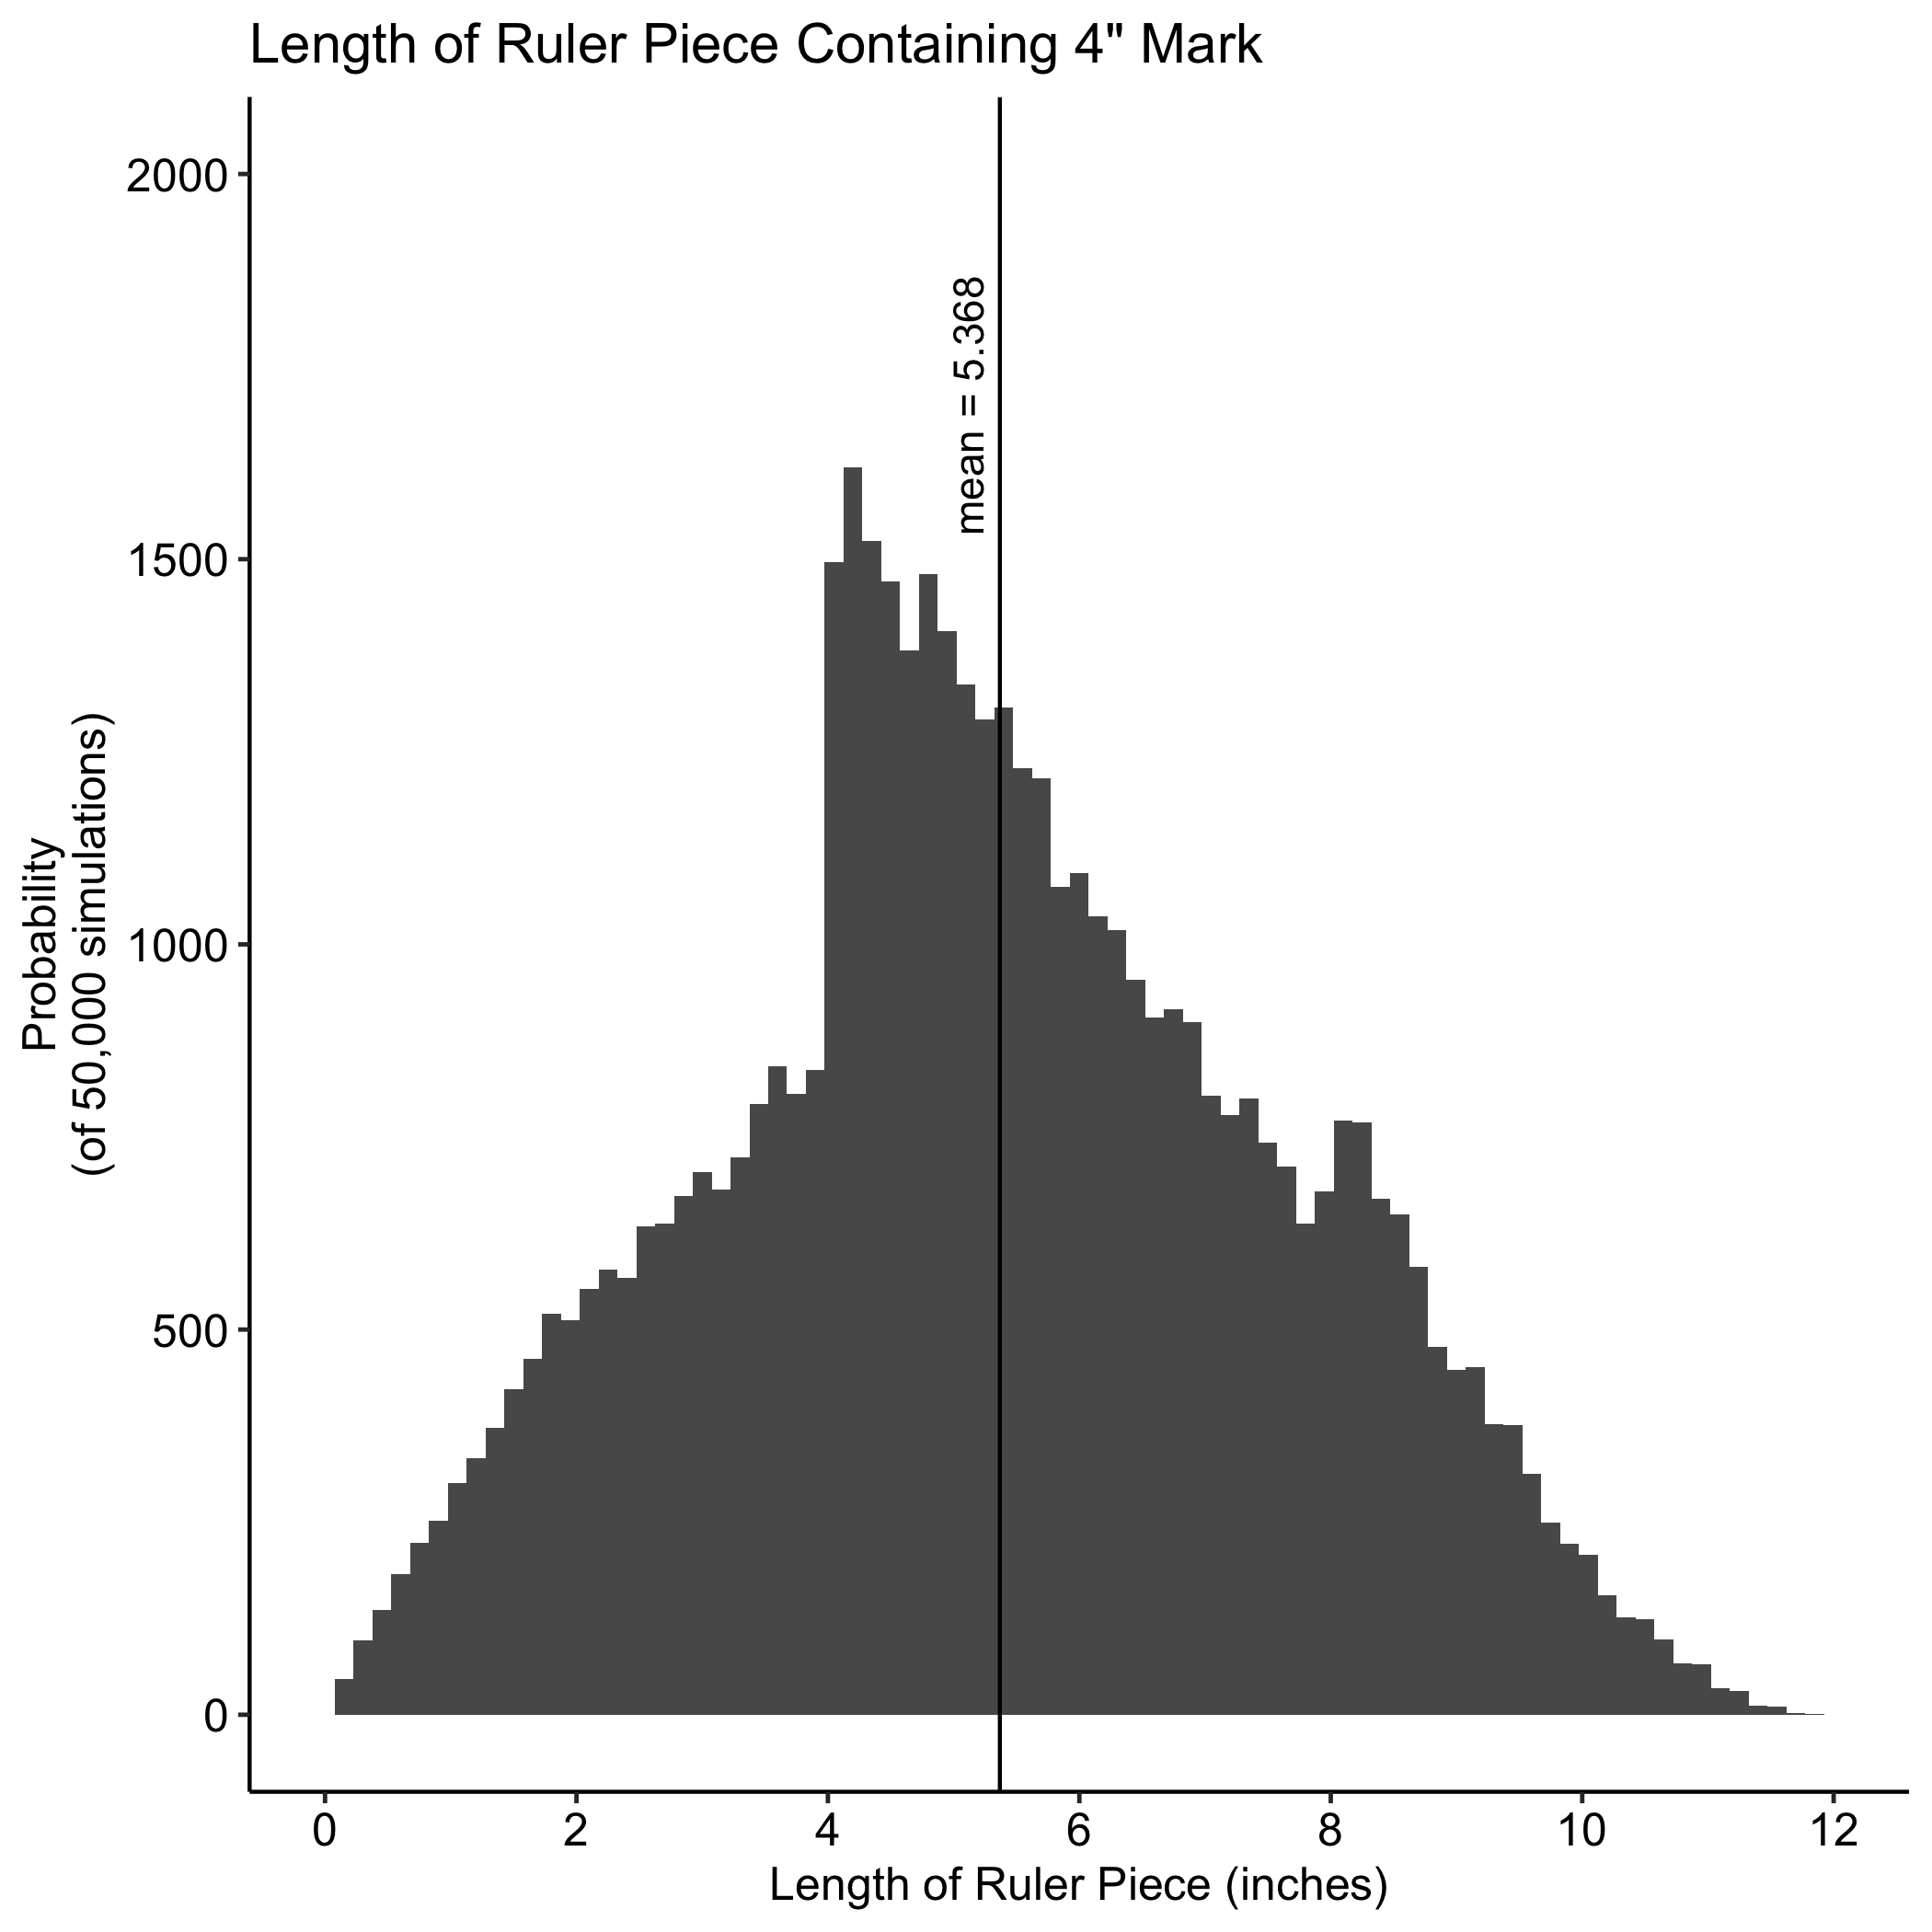 Length of Ruler Piece Containing 4" Mark
Probability
(of 50,000 simulations)
2000
1500
1000
500
0
mean = 5.368
0 2 4 6 8 10 12
Length of Ruler Piece (inches)